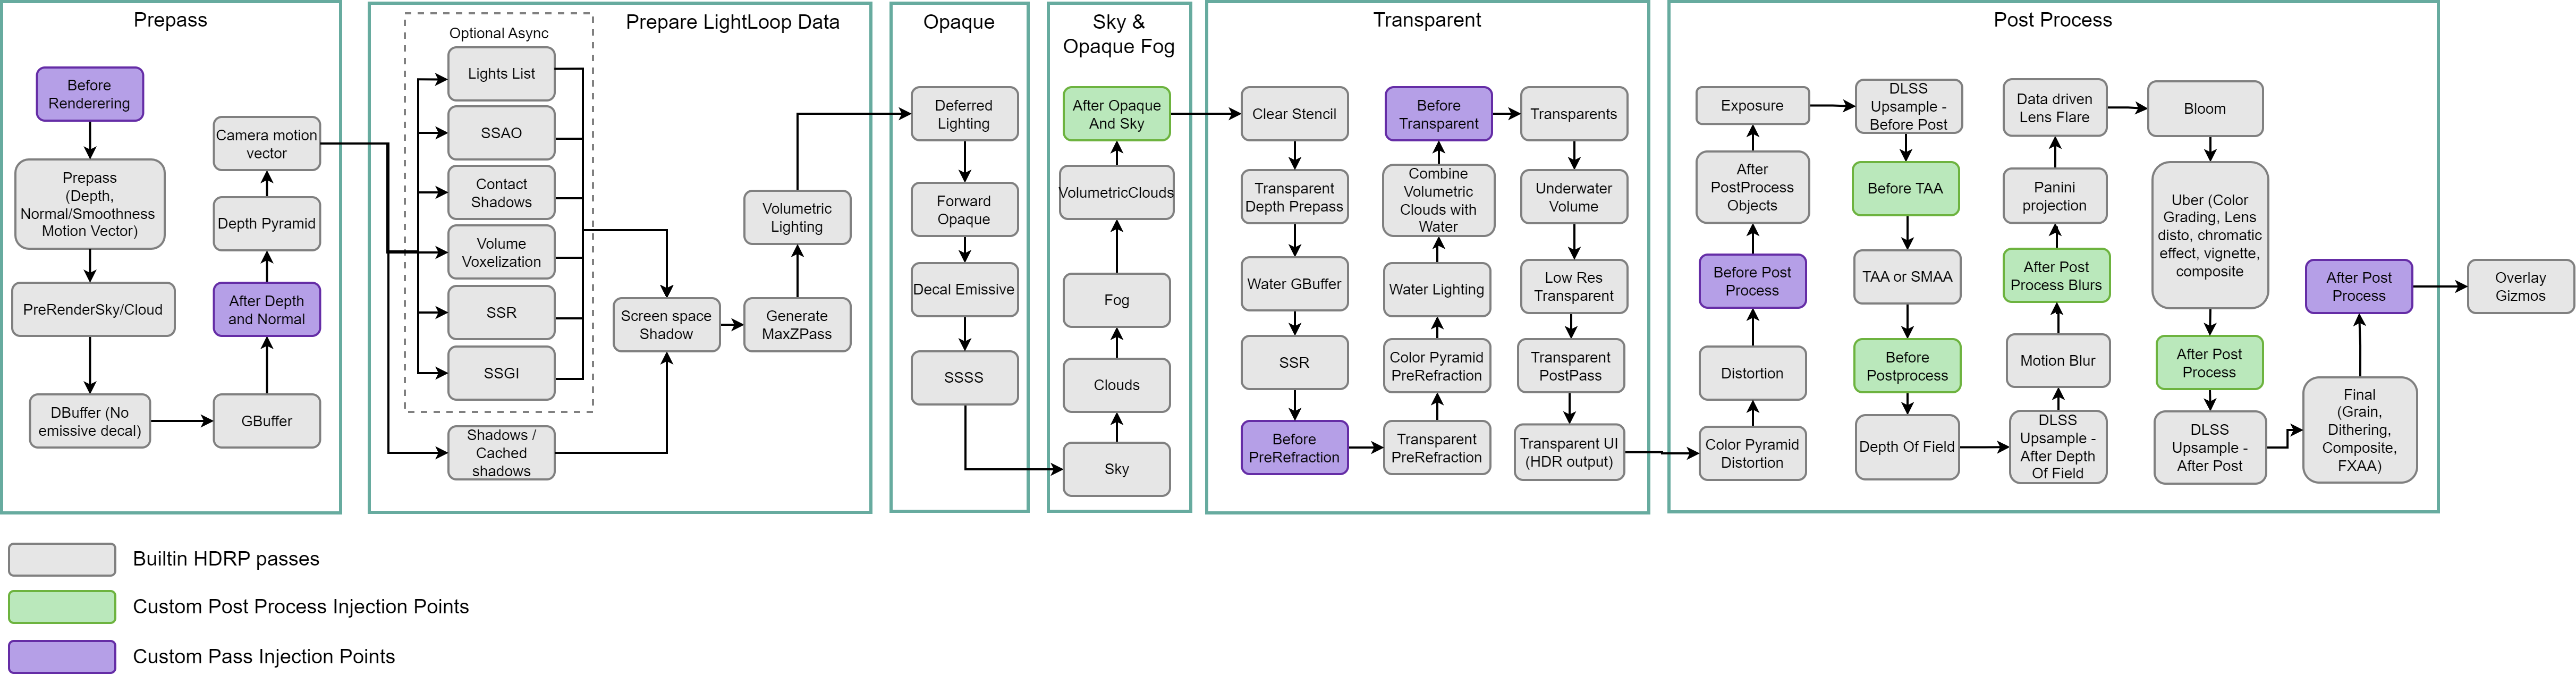 Prepass
Before
Renderering
Prepass
(Depth,
Normal/Smoothness
Motion Vector)
PreRenderSky/Cloud
DBuffer (No
emissive decal)
GBuffer
After Depth
and Normal
Depth Pyramid
Camera motion
vector
Prepare LightLoop Data
Optional Async
Lights List
SSAO
Contact
Shadows
Volume
Voxelization
SSR
SSGI
Shadows /
Cached
shadows
Screen space
Shadow
Generate
MaxZPass
Volumetric
Lighting
Opaque
Deferred
Lighting
Forward
Opaque
Decal Emissive
SSSS
Sky &
Opaque Fog
After Opaque
And Sky
VolumetricClouds
Fog
Clouds
Sky
Transparent
Clear Stencil
Transparent
Depth Prepass
Water GBuffer
SSR
Before
PreRefraction
Transparent
PreRefraction
Color Pyramid
PreRefraction
Water Lighting
Combine
Volumetric
Clouds with
Water
Before
Transparent
Transparents
Underwater
Volume
Low Res
Transparent
Transparent
PostPass
Transparent UI
(HDR output)
Post Process
Color Pyramid
Distortion
Distortion
Before Post
Process
After
PostProcess
Objects
Exposure
DLSS
Upsample -
Before Post
Before TAA
TAA or SMAA
Before
Postprocess
Depth Of Field
DLSS
Upsample -
After Depth
Of Field
Motion Blur
After Post
Process Blurs
Panini
projection
Data driven
Lens Flare
Bloom
Uber (Color
Grading, Lens
disto, chromatic
effect, vignette,
composite
After Post
Process
DLSS
Upsample -
After Post
Final
(Grain,
Dithering,
Composite,
FXAA)
After Post
Process
Overlay
Gizmos
Builtin HDRP passes
Custom Post Process Injection Points
Custom Pass Injection Points